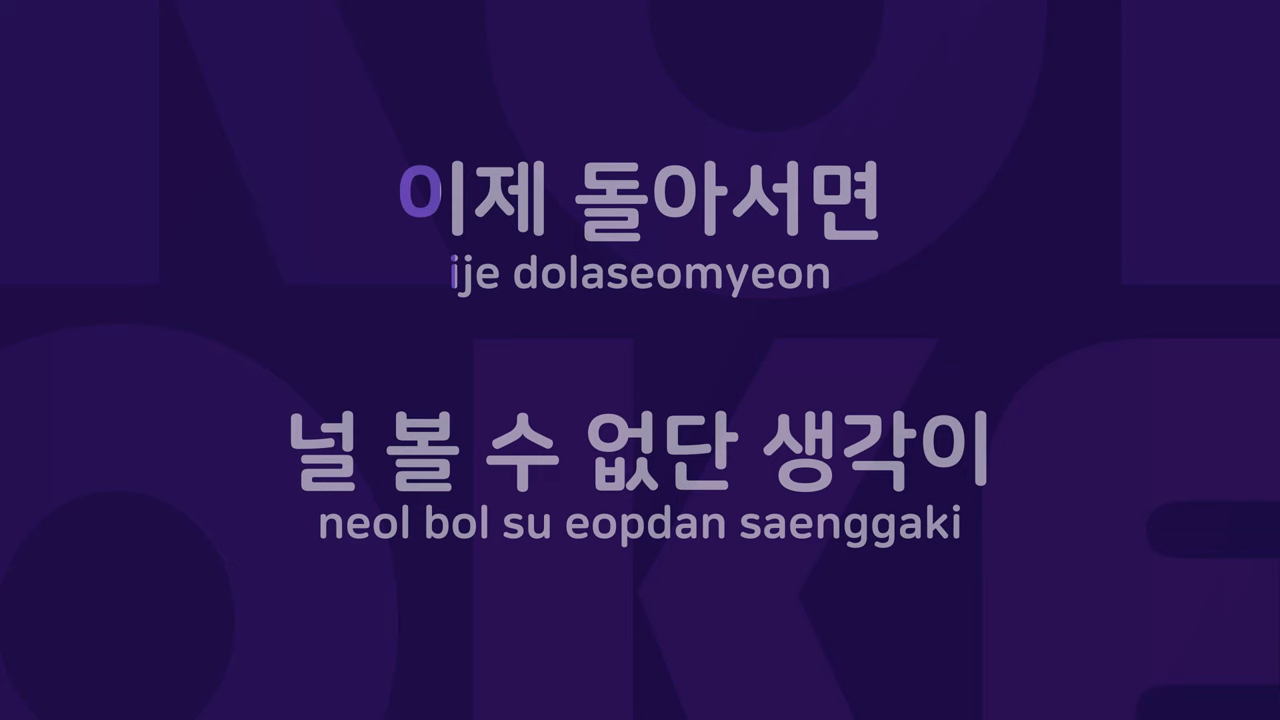 이제 돌아서면
ije dolaseomyeon
널 볼 수 없단 생각이
neol bol su eopdan saenggaki